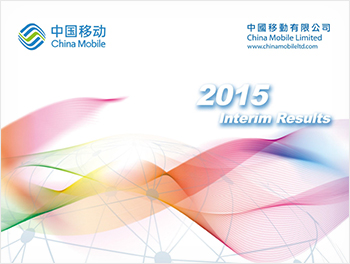 中国移动
China Mobile
中國移動有限公司
China Mobile Limited
www.chinamobileltd.com
2015
Interim Results